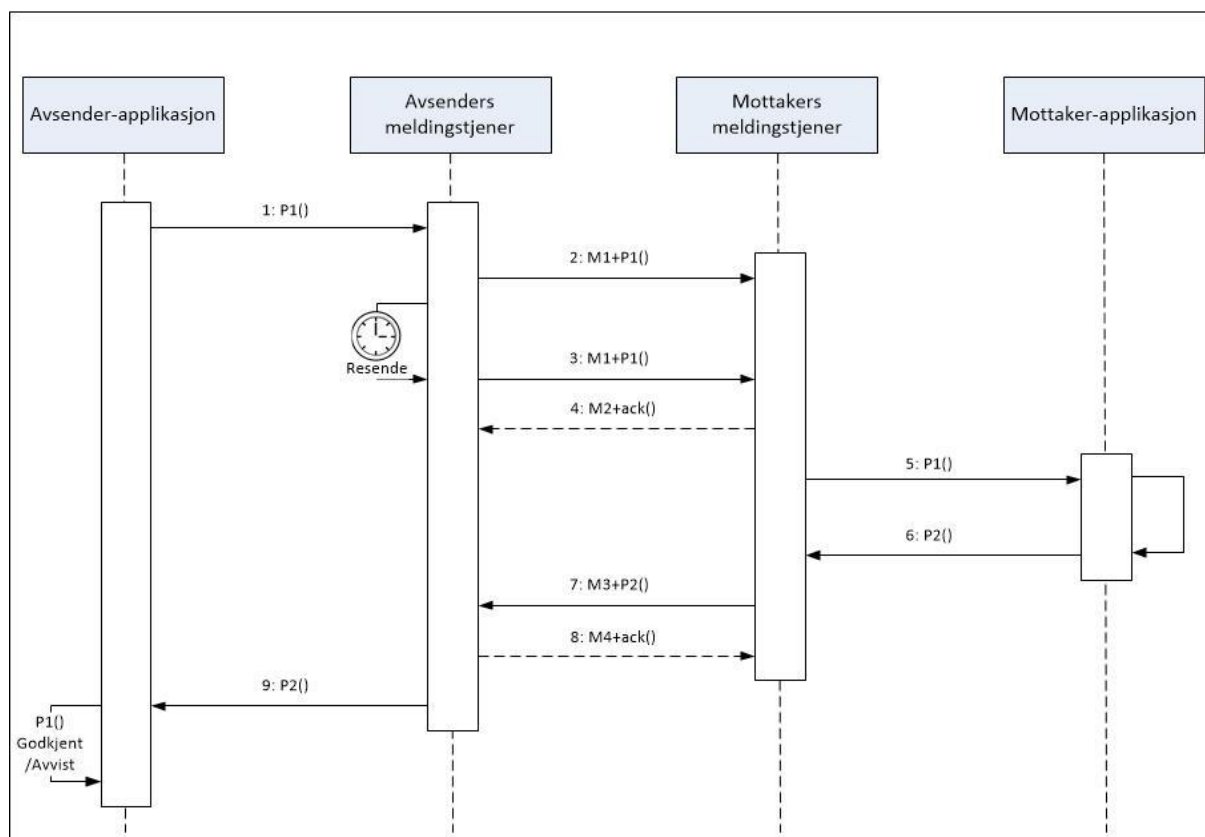 Avsender-applikasjon
Avsenders
meldingstjener
Mottakers
meldingstjener
Mottaker-applikasjon
1: P1()
2: M1+P1()
Resende
3: M1+P1()
4: M2+ack()
5: P1()
6: P2()
7: M3+P2()
8: M4+ack()
9: P2()
P1()
Godkjent
/Avvist